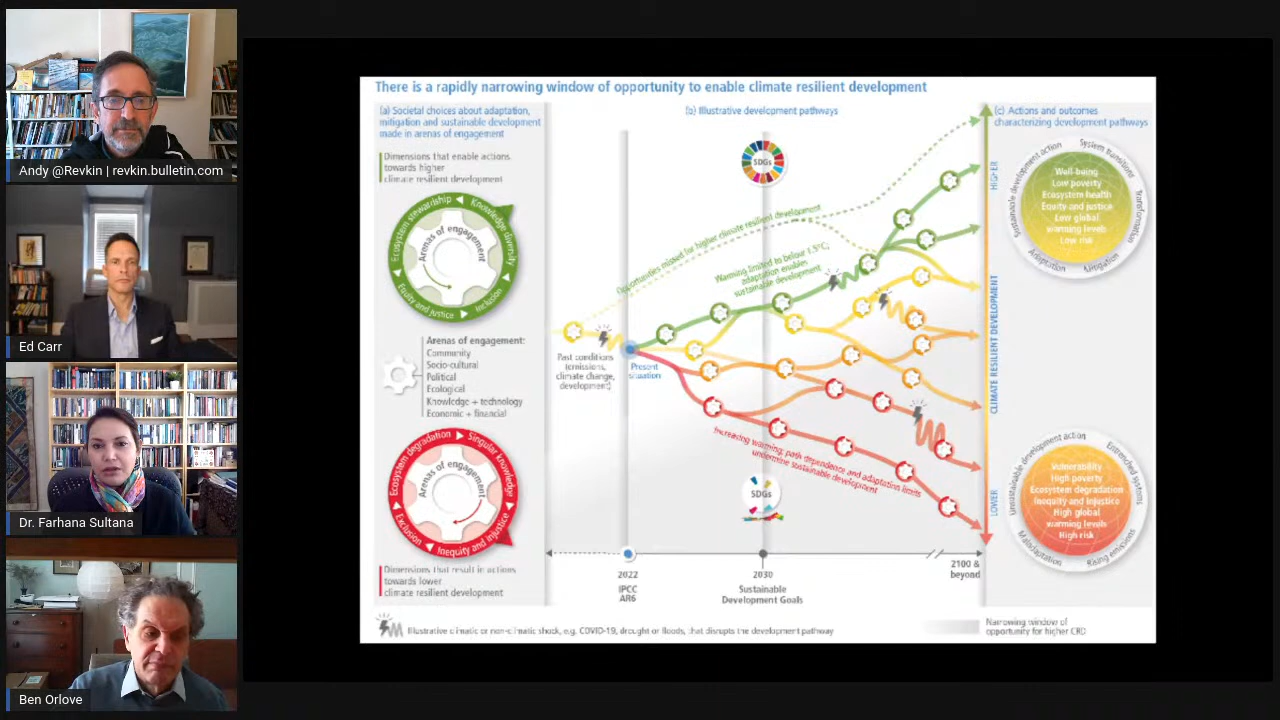 Andy @Revkin | revkin.bulletin.com
Ed Carr
Dr. Farhana Sultana
Ben Orlove
There is a rapidly narrowing window of opportunity to enable climate resilient development
(a) Societal choices about adaptation,
mitigation and sustainable development
made in arenas of engagement
Dimensions that enable actions
towards higher
climate resilient development
Ecosystem stewardship
Knowledge diversity
Equity and justice
Inclusion
Arenas of engagement
Arenas of engagement:
Community
Socio-cultural
Political
Ecological
Knowledge + technology
Economic + financial
Ecosystem degradation
Singular knowledge
Exclusion
Inequity and injustice
Arenas of engagement
Dimensions that result in actions
towards lower
climate resilient development
(b) Illustrative development pathways
SDGs
Opportunities missed for higher climate resilient development
Warming limited to below 1.5°C;
adaptation enables
sustainable development
Past conditions
(emissions,
climate change,
development)
Present
situation
Increasing warming; path dependence and adaptation limits
undermine sustainable development
SDGs
2022
IPCC
AR6
2030
Sustainable
Development Goals
2100 &
beyond
(c) Actions and outcomes
characterizing development pathways
HIGHER
CLIMATE RESILIENT DEVELOPMENT
LOWER
Sustainable development action
System transitions
Transformation
Adaptation
Mitigation
Well-being
Low poverty
Ecosystem health
Equity and justice
Low global
warming levels
Low risk
Unsustainable development action
Entrenched systems
Maladaptation
Rising emissions
Vulnerability
High poverty
Ecosystem degradation
Inequity and injustice
High global
warming levels
High risk
Illustrative climatic or non-climatic shock, e.g. COVID-19, drought or floods, that disrupts the development pathway
Narrowing window of
opportunity for higher CRD